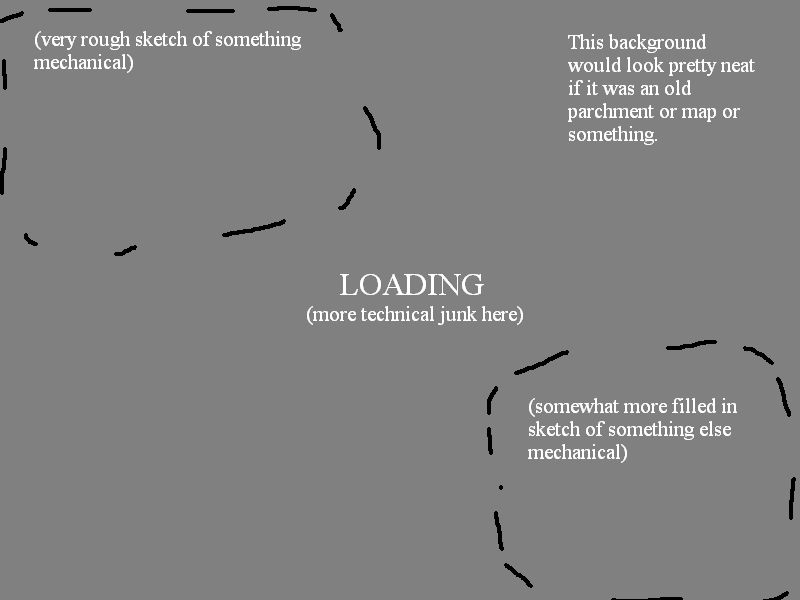 (very rough sketch of something
mechanical)
This background
would look pretty neat
if it was an old
parchment or map or
something.
LOADING
(more technical junk here)
(somewhat more filled in
sketch of something else
mechanical)